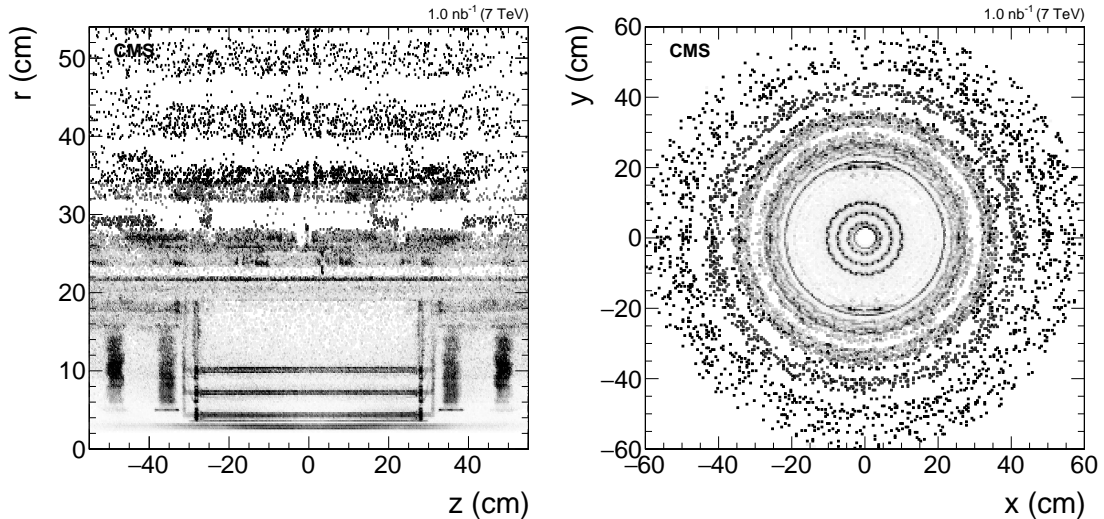 1.0 nb⁻¹ (7 TeV)
CMS
r (cm)
50
40
30
20
10
0
−40 −20 0 20 40
z (cm)
1.0 nb⁻¹ (7 TeV)
CMS
y (cm)
60
40
20
0
−20
−40
−60
−60 −40 −20 0 20 40 60
x (cm)